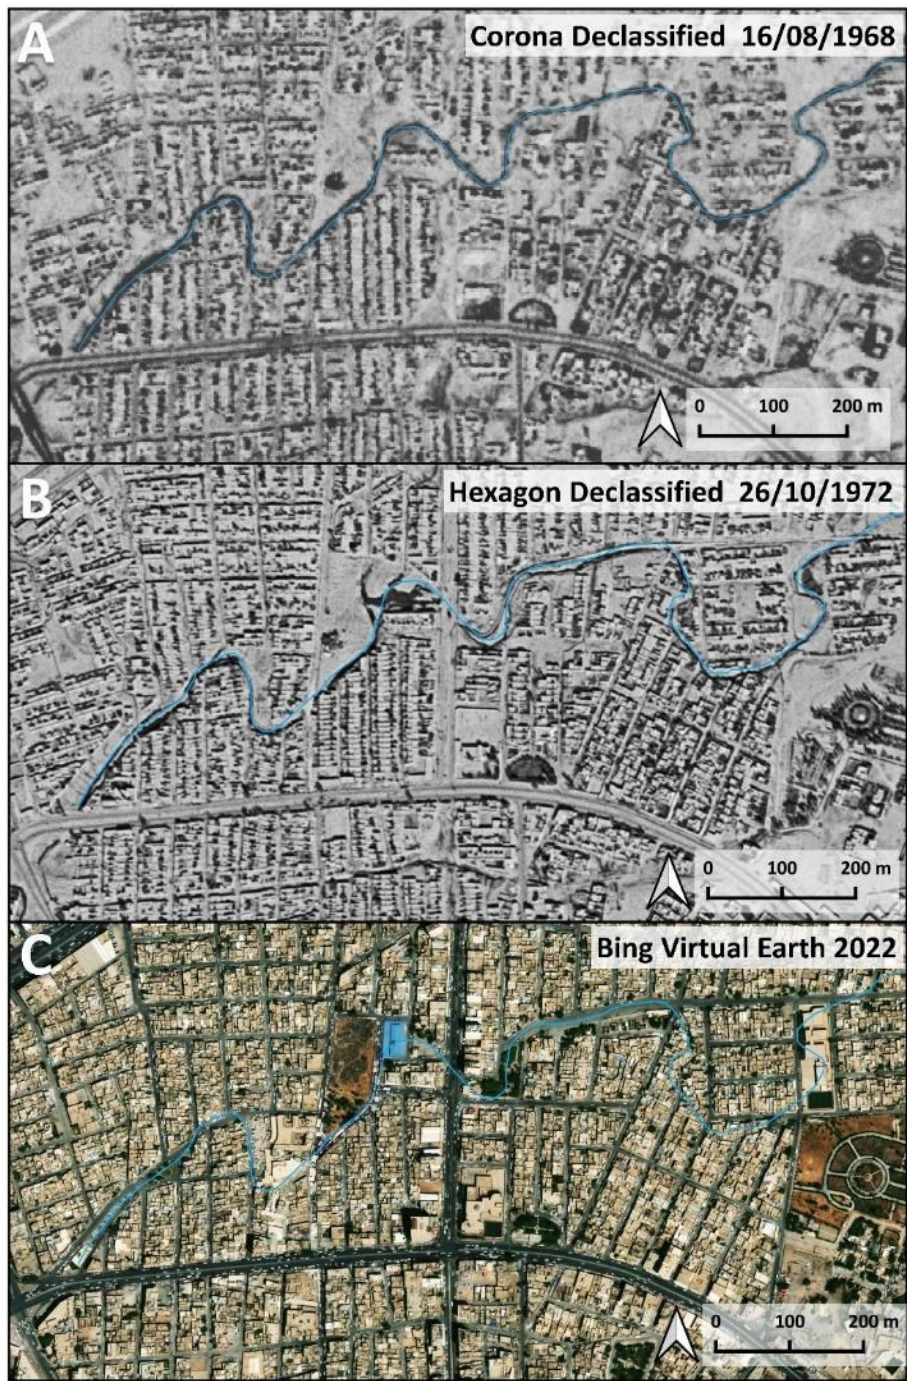 A
Corona Declassified 16/08/1968
0 100 200 m
B
Hexagon Declassified 26/10/1972
0 100 200 m
C
Bing Virtual Earth 2022
0 100 200 m